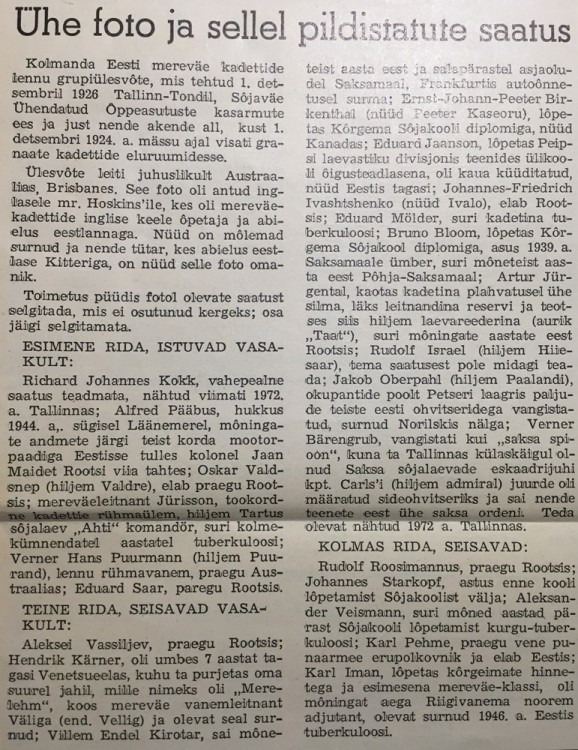 Ühe foto ja sellel pildistatute saatus
Kolmanda Eesti mereväe kadettide
lennu grupiülesvõte, mis tehtud 1. det-
sembril 1926 Tallinn-Tondil, Sõjaväe
Ühendatud Õppeasutuste kasarmute
ees ja just nende akende all, kust 1.
detsembri 1924. a. mässu ajal visati gra-
naate kadettide eluruumidesse.
Ülesvõte leiti juhuslikult Austraa-
lias, Brisbanes. See foto oli antud ing-
lasele mr. Hoskins'ile, kes oli mereväe-
kadettide inglise keele õpetaja ja abi-
elus eestlannaga. Nüüd on mõlemad
surnud ja nende tütar, kes abielus eest-
lase Kitteriga, on nüüd selle foto oma-
nik.
Toimetus püüdis fotol olevate saatust
selgitada, mis ei osutunud kergeks; osa
jäigi selgitamata.
ESIMENE RIDA, ISTUVAD VASA-
KULT:
Richard Johannes Kokk, vahepealne
saatus teadmata, nähtud viimati 1972.
a. Tallinnas; Alfred Pääbus, hukkus
1944. a,. sügisel Läänemerel, mõninga-
te andmete järgi teist korda mootor-
paadiga Eestisse tulles kolonel Jaan
Maidet Rootsi viia tahtes; Oskar Vald-
snep (hiljem Valdre), elab praegu Root-
sis; mereväeleitnant Jürisson, tookord-
ne kadettide rühmaülem, hiljem Tartus
sõjalaev „Ahti" komandör, suri kolme-
kümnendatel aastatel tuberkuloosi;
Verner Hans Puurmann (hiljem Puu-
rand), lennu rühmavanem, praegu Aus-
traalias; Eduard Saar, paregu Rootsis.
TEINE RIDA, SEISAVAD VASA-
KULT:
Aleksei Vassiljev, praegu Rootsis;
Hendrik Kärner, oli umbes 7 aastat ta-
gasi Venetsueelas, kuhu ta purjetas oma
suurel jahil, mille nimeks oli „Mere-
lehm", koos mereväe vanemleitnant
Väliga (end. Vellig) ja olevat seal sur-
nud; Villem Endel Kirotar, sai mõne-
teist aasta eest ja salapärastel asjaolu-
del Saksamaal, Frankfurtis autoõnne-
tusel surma; Ernst-Johann-Peeter Bir-
kenthal (nüüd Peeter Kaseoru), lõpe-
tas Kõrgema Sõjakooli diplomiga, nüüd
Kanadas; Eduard Jaanson, lõpetas Peip-
si laevastiku divisjonis teenides ülikoo-
li õigusteadlasena, oli kaua küüditatud,
nüüd Eestis tagasi; Johannes-Friedrich
Ivashtshenko (nüüd Ivalo), elab Root-
sis; Eduard Mölder, suri kadetina tu-
berkuloosi; Bruno Bloom, lõpetas Kõr-
gema Sõjakool diplomiga, asus 1939. a.
Saksamaale ümber, suri mõneteist aas-
ta eest Põhja-Saksamaal; Artur Jür-
gental, kaotas kadetina plahvatusel ühe
silma, läks leitnandina reservi ja teot-
ses siis hiljem laevareederina (aurik
„Taat"), suri mõningate aastate eest
Rootsis; Rudolf Israel (hiljem Hiie-
saar), tema saatusest pole midagi tea-
da; Jakob Oberpahl (hiljem Paalandi),
okupantide poolt Petseri laagris palju-
de teiste eesti ohvitseridega vangista-
tud, surnud Norilskis nälga; Verner
Bärengrub, vangistati kui „saksa spi-
oon", kuna ta Tallinnas külaskäigul ol-
nud Saksa sõjalaevade eskaadrijuhi
kpt. Carls'i (hiljem admiral) juurde oli
määratud sideohvitseriks ja sai nende
teenete eest ühe saksa ordeni. Teda
olevat nähtud 1972 a. Tallinnas.
KOLMAS RIDA, SEISAVAD:
Rudolf Roosimannus, praegu Rootsis;
Johannes Starkopf, astus enne kooli
lõpetamist Sõjakoolist välja; Aleksan-
der Veismann, suri mõned aastad pä-
rast Sõjakooli lõpetamist kurgu-tuber-
kuloosi; Karl Pehme, praegu vene pu-
naarmee erupolkovnik ja elab Eestis;
Karl Iman, lõpetas kõrgeimate hinne-
tega ja esimesena mereväe-klassi, oli
mõningat aega Riigivanema noorem
adjutant, olevat surnud 1946. a. Eestis
tuberkuloosi.